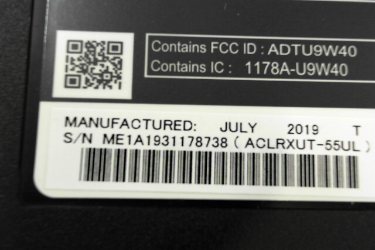 Contains FCC ID : ADTU9W40
Contains IC : 1178A-U9W40
MANUFACTURED: JULY 2019 T
S/N ME1A1931178738 ( ACLRXUT-55UL )